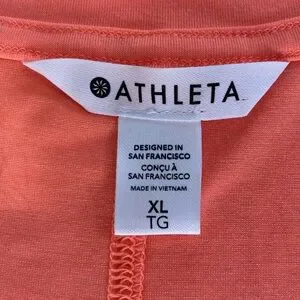 ATHLETA
DESIGNED IN
SAN FRANCISCO
CONÇU À
SAN FRANCISCO
MADE IN VIETNAM
XL
TG